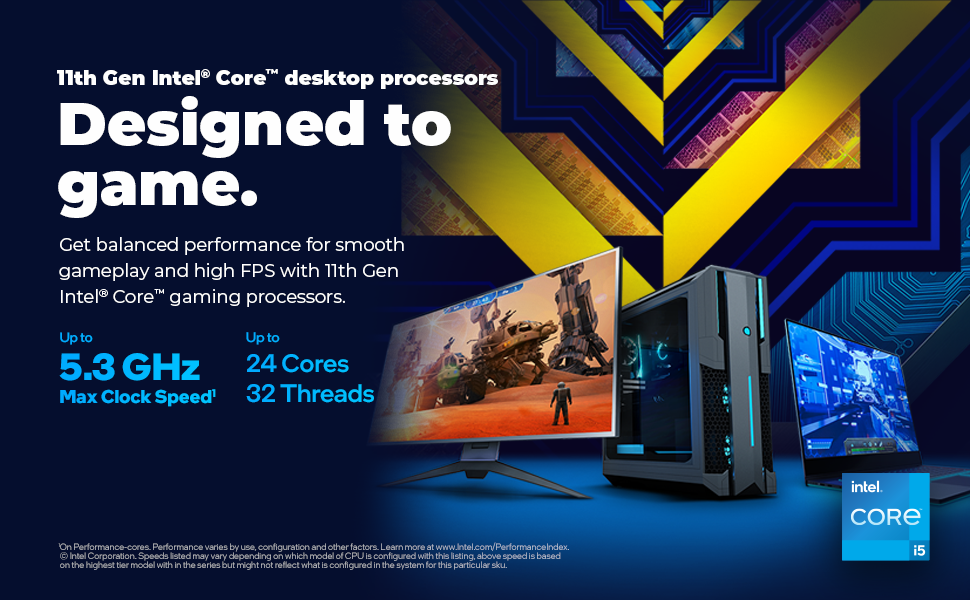 11th Gen Intel® Core™ desktop processors
Designed to
game.
Get balanced performance for smooth
gameplay and high FPS with 11th Gen
Intel® Core™ gaming processors.
Up to
5.3 GHz
Max Clock Speed¹
Up to
24 Cores
32 Threads
intel.
CORE™
i5
¹On Performance-cores. Performance varies by use, configuration and other factors. Learn more at www.Intel.com/PerformanceIndex.
© Intel Corporation. Speeds listed may vary depending on which model of CPU is configured with this listing, above speed is based
on the highest tier model with in the series but might not reflect what is configured in the system for this particular sku.